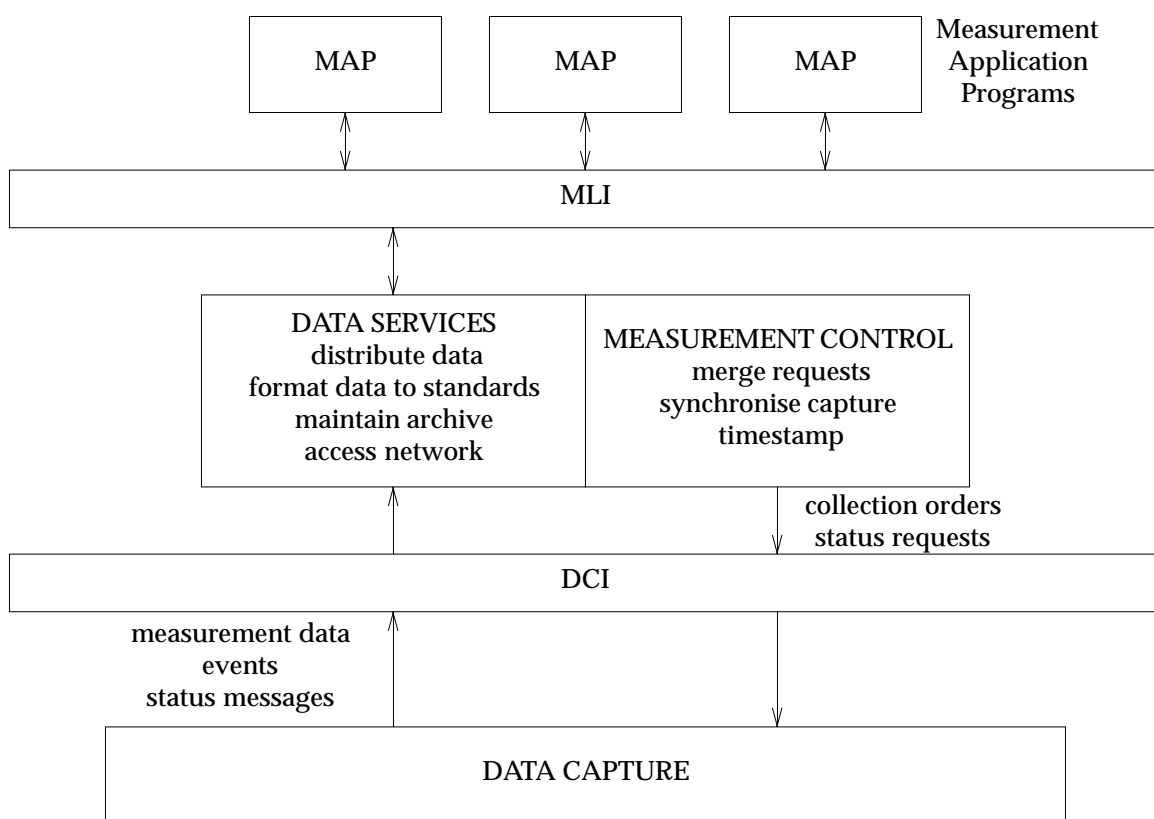 MAP
MAP
MAP
Measurement
Application
Programs
MLI
DATA SERVICES
distribute data
format data to standards
maintain archive
access network
MEASUREMENT CONTROL
merge requests
synchronise capture
timestamp
collection orders
status requests
DCI
measurement data
events
status messages
DATA CAPTURE